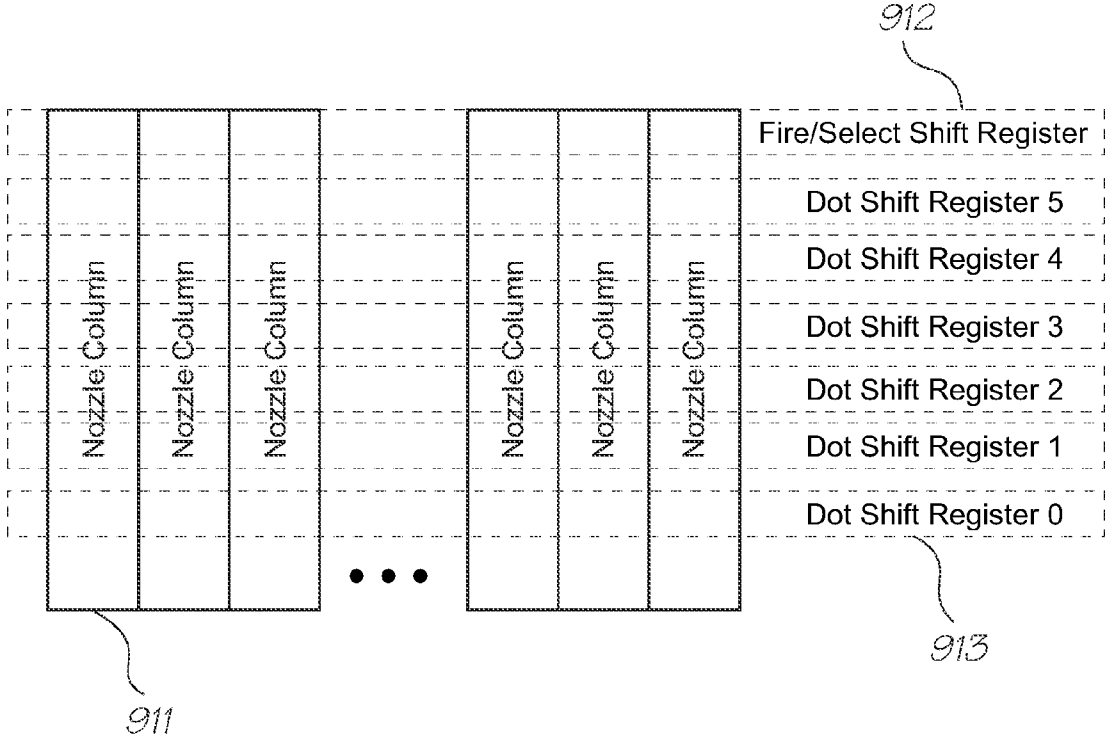 912
Fire/Select Shift Register
Dot Shift Register 5
Dot Shift Register 4
Dot Shift Register 3
Dot Shift Register 2
Dot Shift Register 1
Dot Shift Register 0
Nozzle Column
Nozzle Column
Nozzle Column
Nozzle Column
Nozzle Column
Nozzle Column
913
911